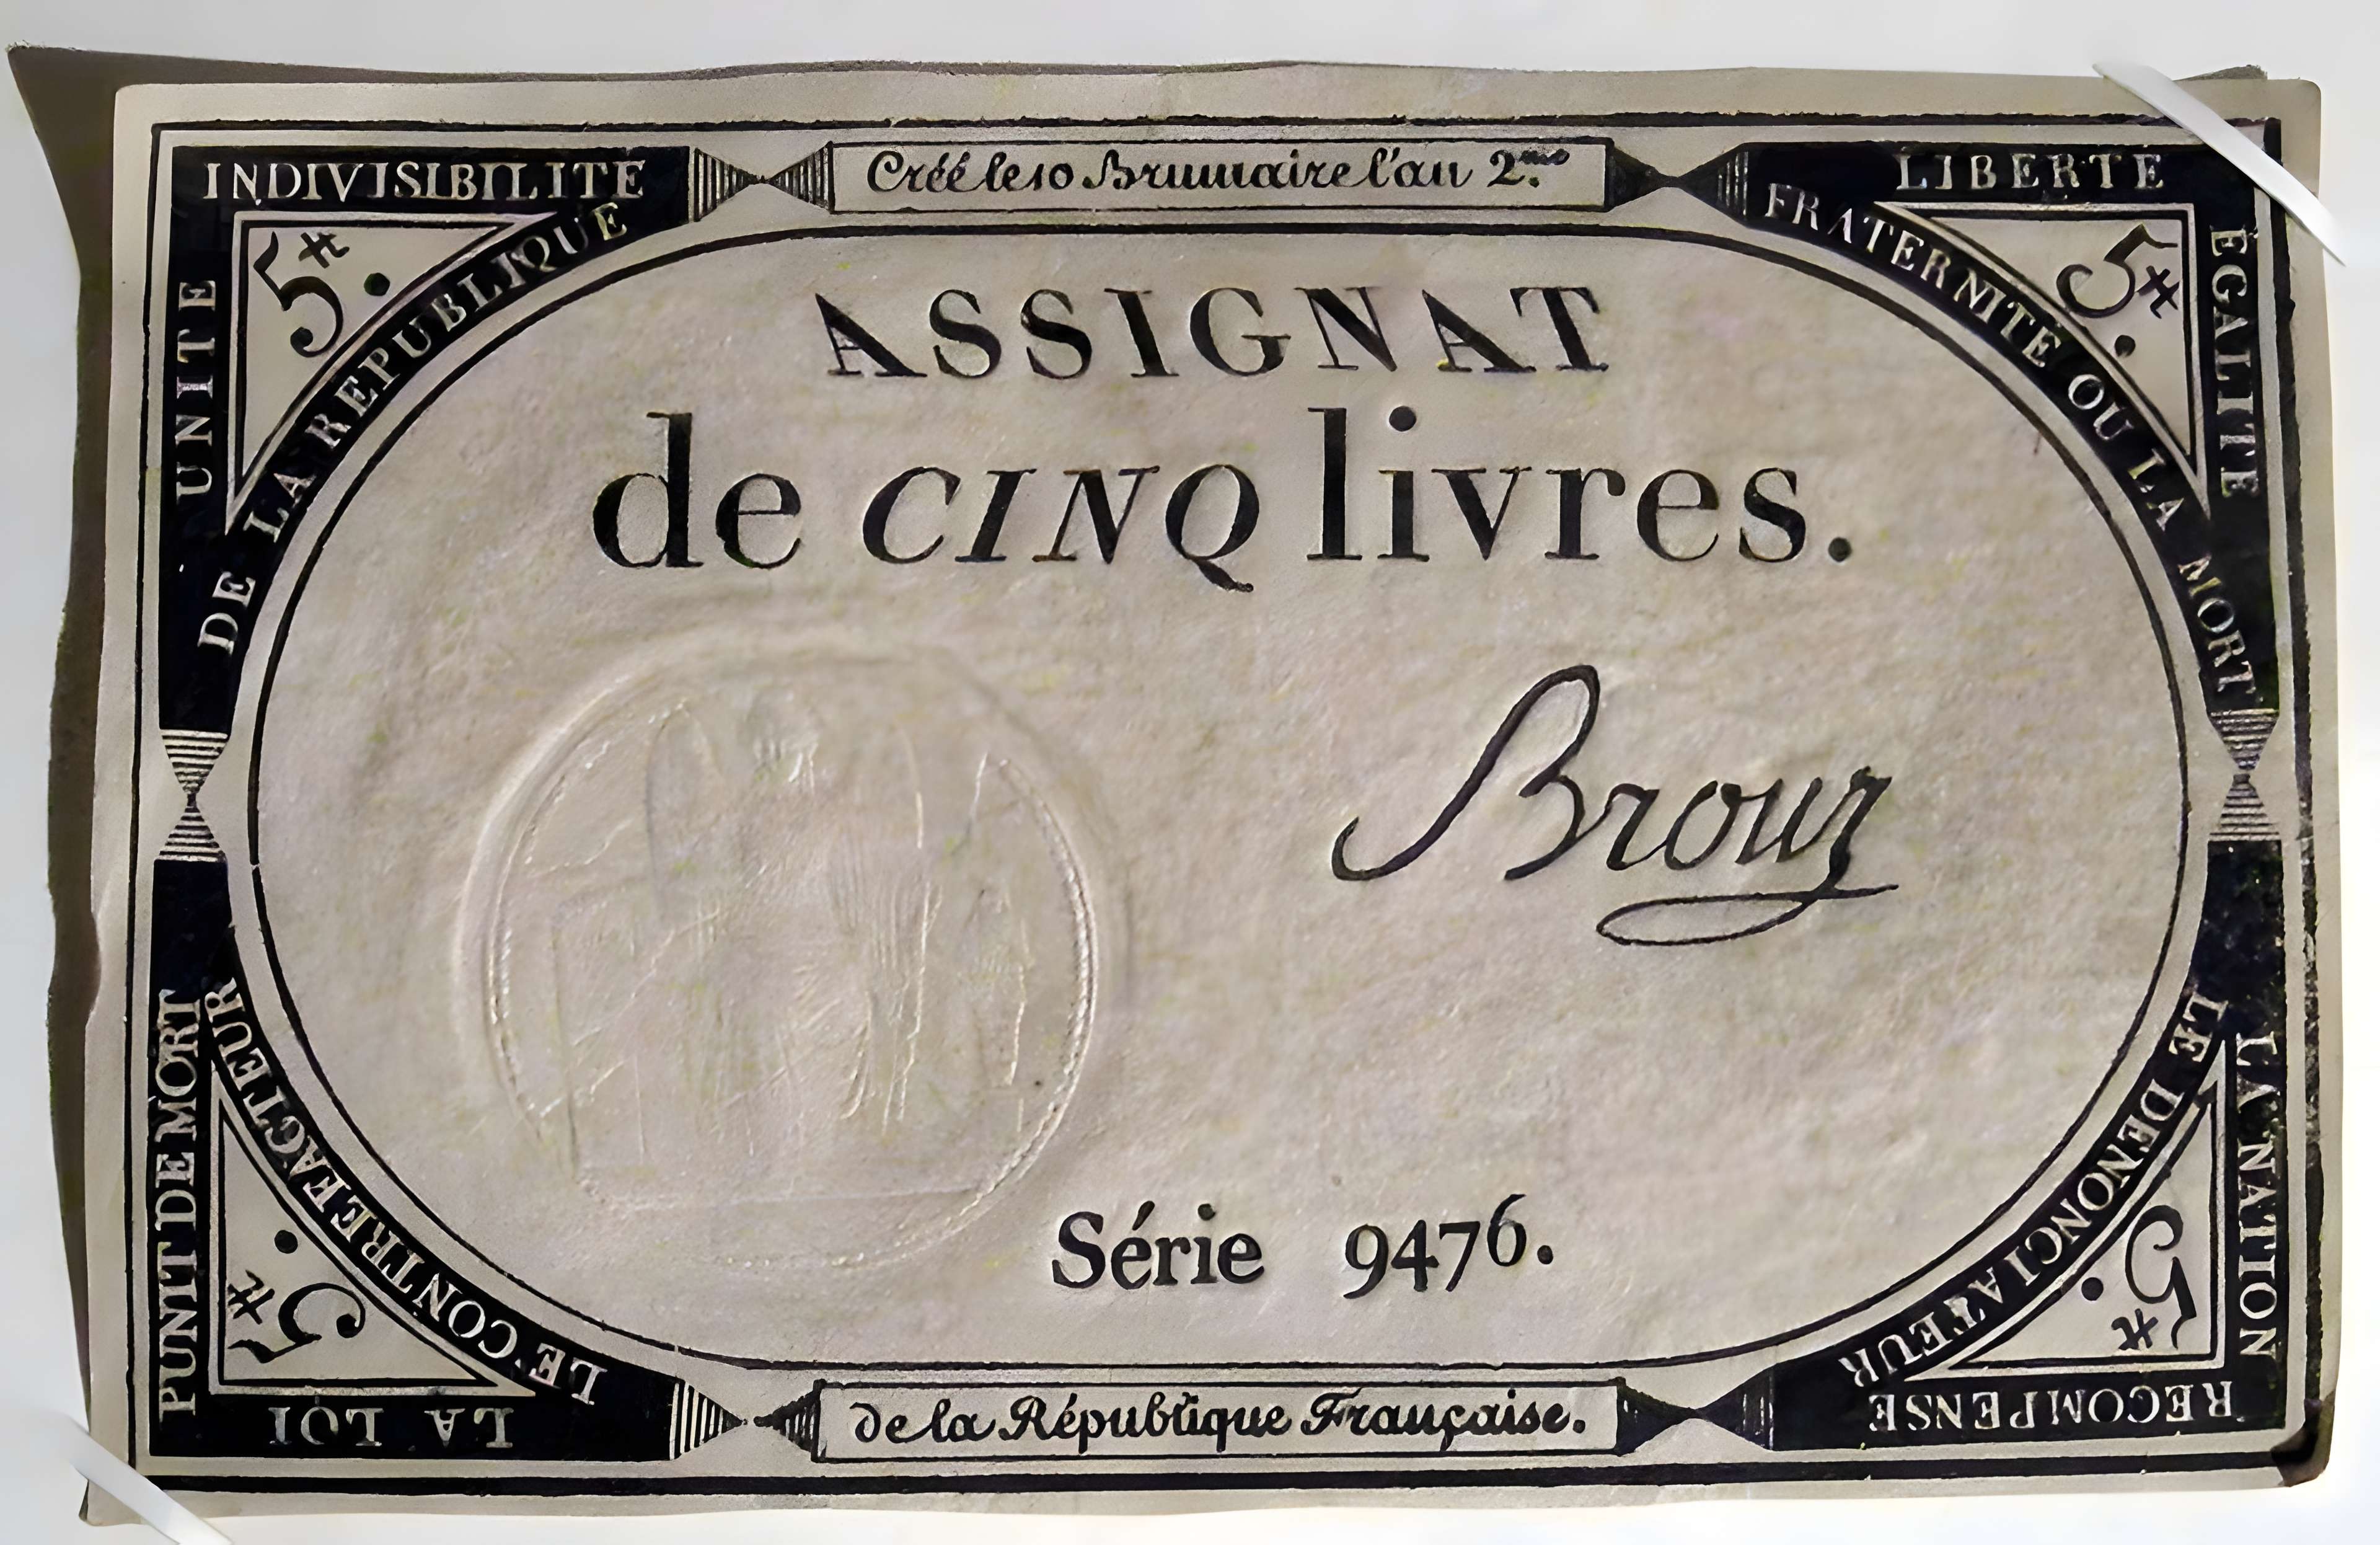 INDIVISIBILITE
UNITE
DE LA REPUBLIQUE
5₶.
Créé le 10 Brumaire l'an 2.me
LIBERTE
EGALITE
FRATERNITE OU LA MORT
5₶.
ASSIGNAT
de CINQ livres.
Brouz
Série 9476.
LA LOI
PUNIT DE MORT
LE CONTREFACTEUR
5₶.
de la République Française.
LA NATION
RECOMPENSE
LE DENONCIATEUR
5₶.